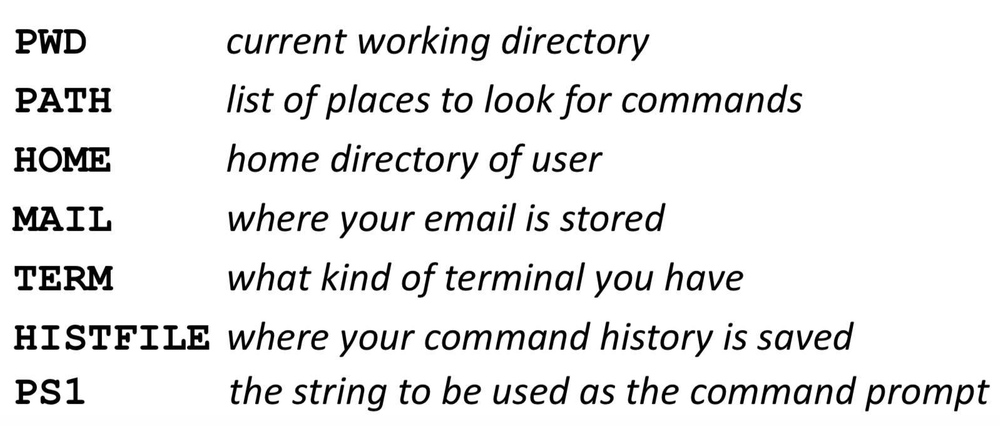 PWD current working directory
PATH list of places to look for commands
HOME home directory of user
MAIL where your email is stored
TERM what kind of terminal you have
HISTFILE where your command history is saved
PS1 the string to be used as the command prompt